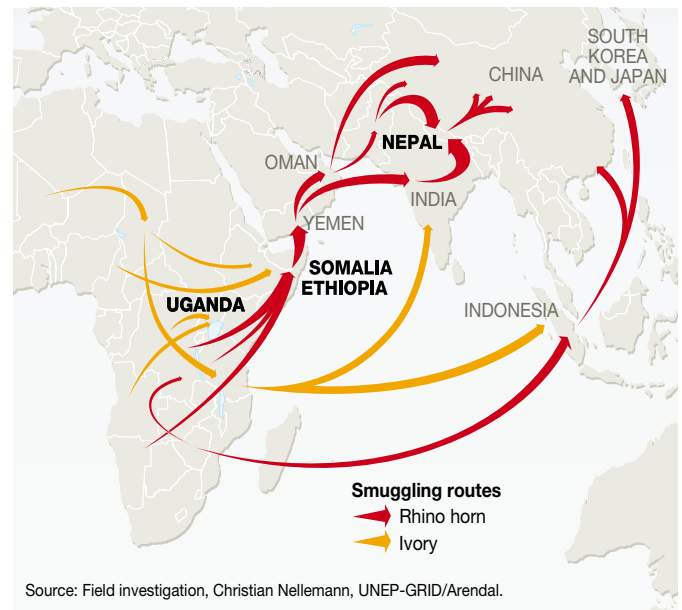 SOUTH
KOREA
AND JAPAN
CHINA
NEPAL
OMAN
INDIA
YEMEN
SOMALIA
ETHIOPIA
UGANDA
INDONESIA
Smuggling routes
Rhino horn
Ivory
Source: Field investigation, Christian Nellemann, UNEP-GRID/Arendal.